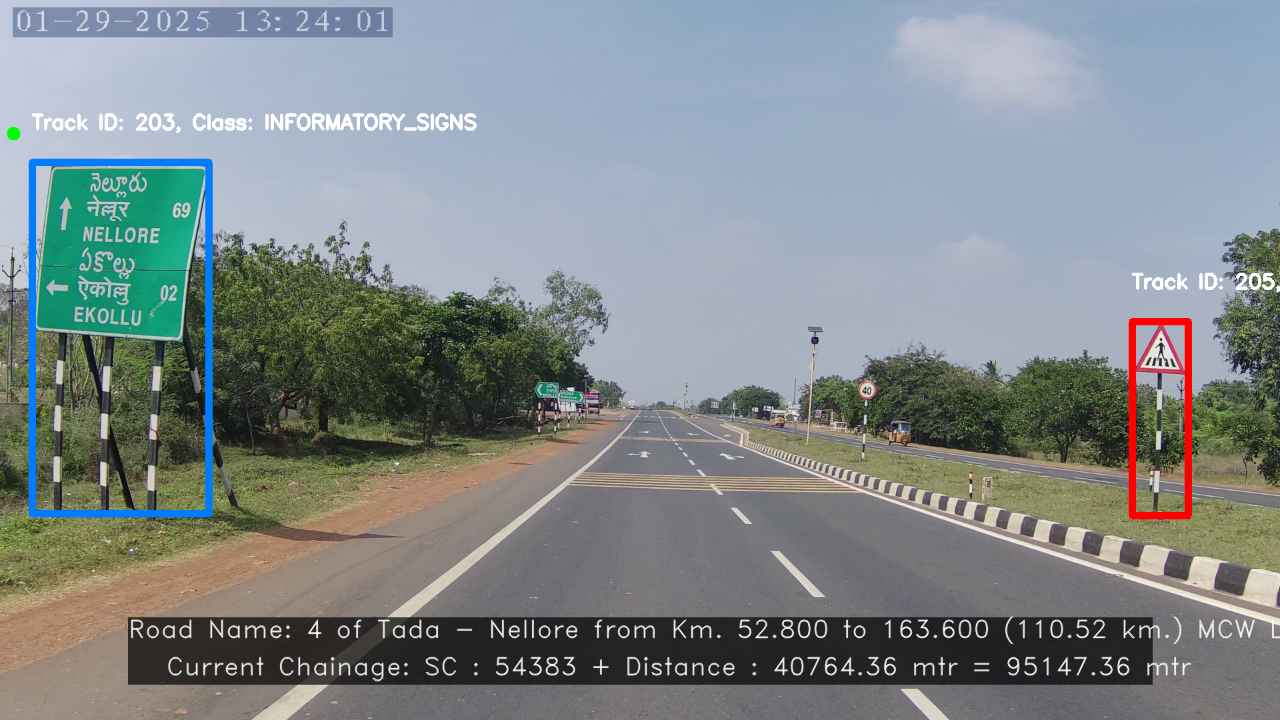 01-29-2025 13:24:01
Track ID: 203, Class: INFORMATORY_SIGNS
నెల్లూరు
नेल्लूर 69
NELLORE
ఏకొల్లు
ऐकोल्लु 02
EKOLLU
Track ID: 205,
40
Road Name: 4 of Tada - Nellore from Km. 52.800 to 163.600 (110.52 km.) MCW L
Current Chainage: SC : 54383 + Distance : 40764.36 mtr = 95147.36 mtr